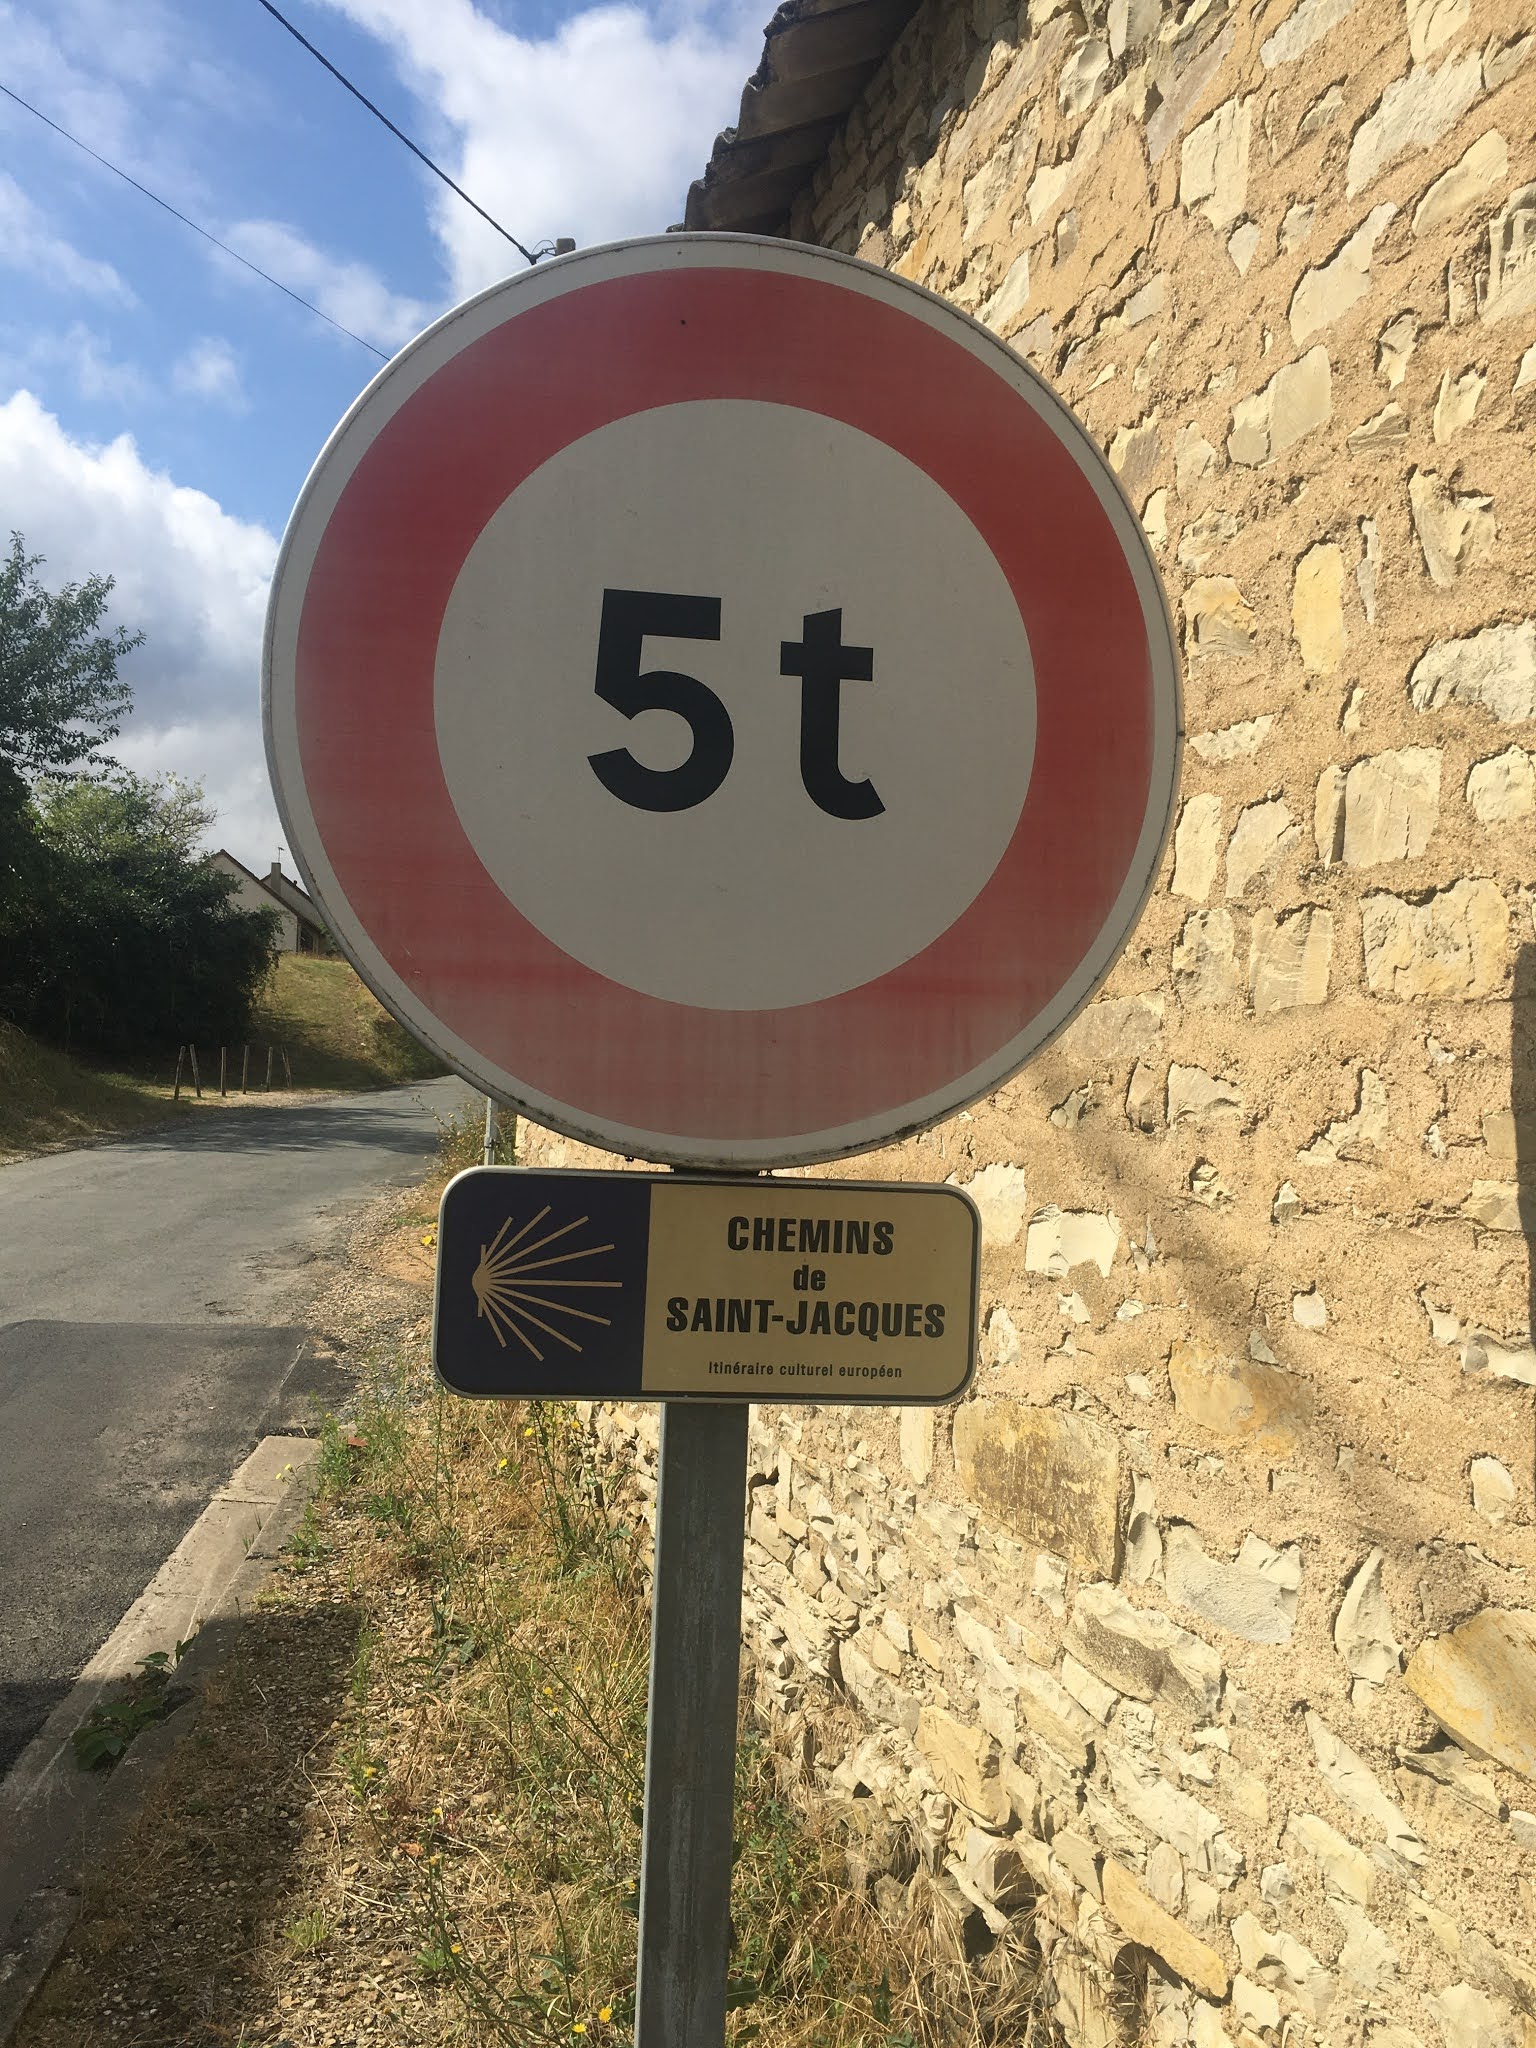 5t
CHEMINS
de
SAINT-JACQUES
Itinéraire culturel européen